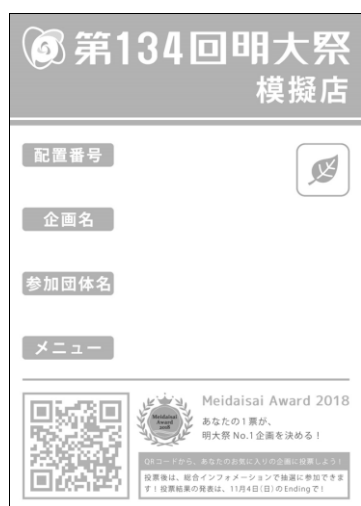 第134回明大祭
模擬店
配置番号
企画名
参加団体名
メニュー
Meidaisai Award 2018
Meidaisai
Award
2018
あなたの1票が、
明大祭 No.1企画を決める！
QRコードから、あなたのお気に入りの企画に投票しよう！
投票後は、総合インフォメーションで抽選に参加できま
す！投票結果の発表は、11月4日(日)のEndingで！